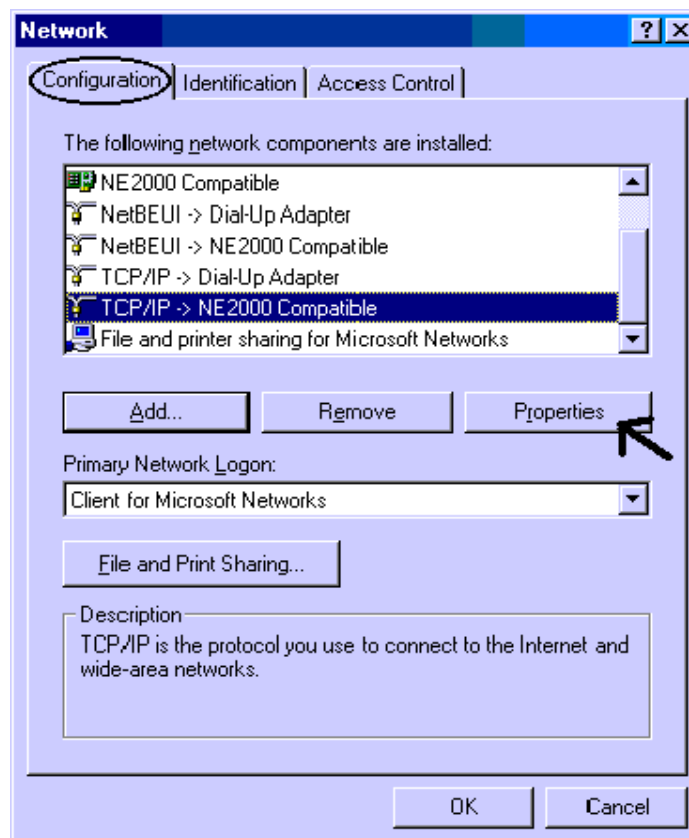 Network
Configuration Identification Access Control
The following network components are installed:
NE2000 Compatible
NetBEUI -> Dial-Up Adapter
NetBEUI -> NE2000 Compatible
TCP/IP -> Dial-Up Adapter
TCP/IP -> NE2000 Compatible
File and printer sharing for Microsoft Networks
Add... Remove Properties
Primary Network Logon:
Client for Microsoft Networks
File and Print Sharing...
Description
TCP/IP is the protocol you use to connect to the Internet and
wide-area networks.
OK Cancel